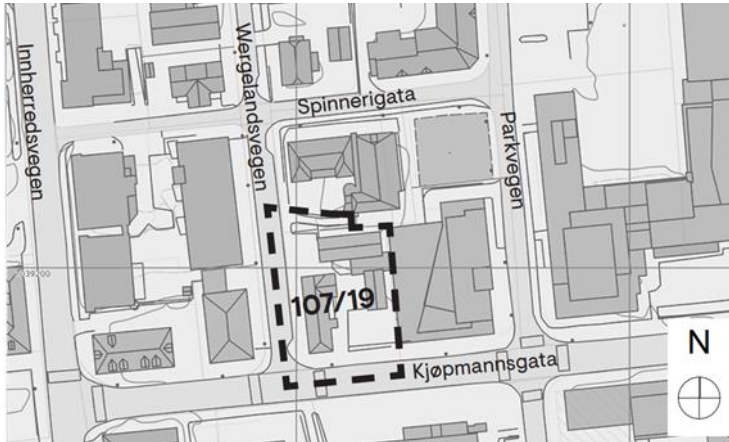 Innherredsvegen
Wergelandsvegen
Spinnerigata
Parkvegen
107/19
Kjøpmannsgata
N